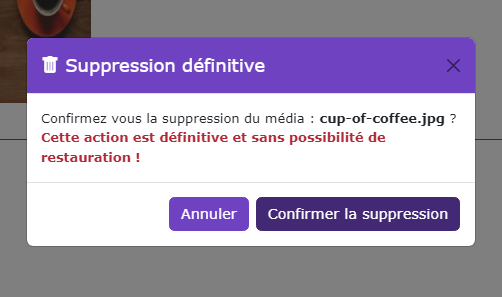 Suppression définitive
Confirmez vous la suppression du média : cup-of-coffee.jpg ?
Cette action est définitive et sans possibilité de
restauration !
Annuler
Confirmer la suppression